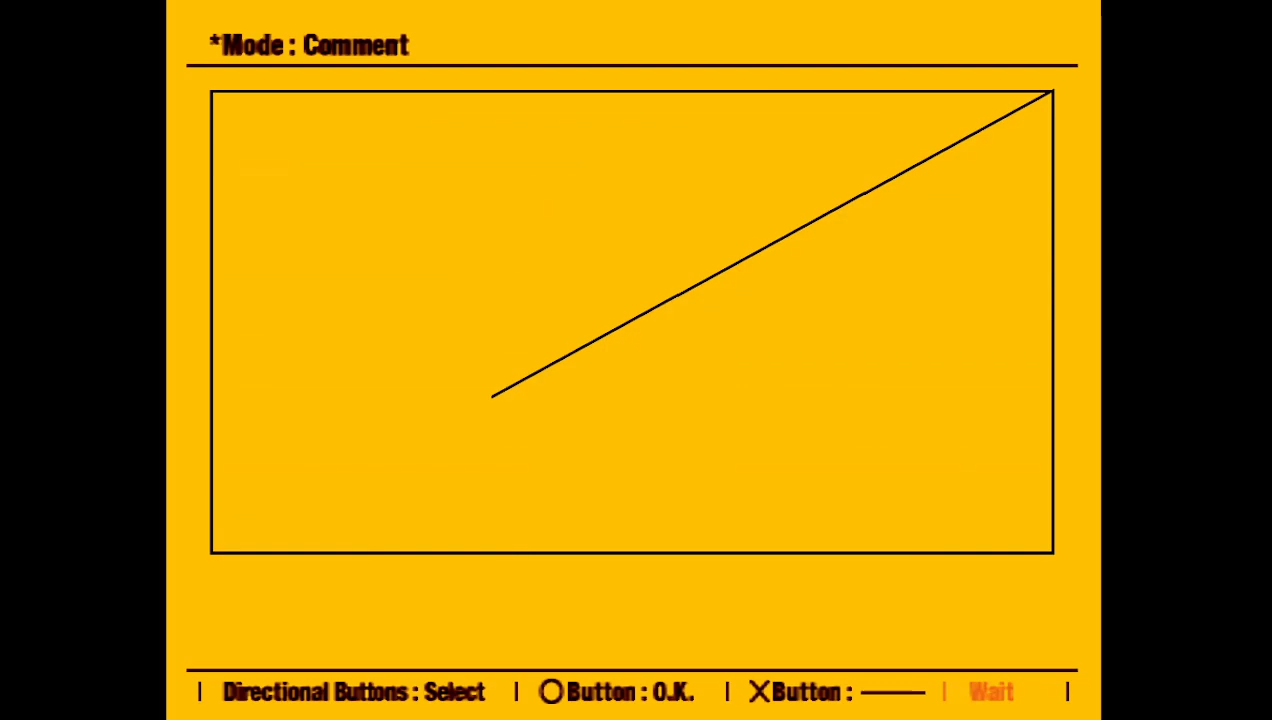 *Mode : Comment
| Directional Buttons : Select | ◯Button : O.K. | ╳Button : —— | Wait |